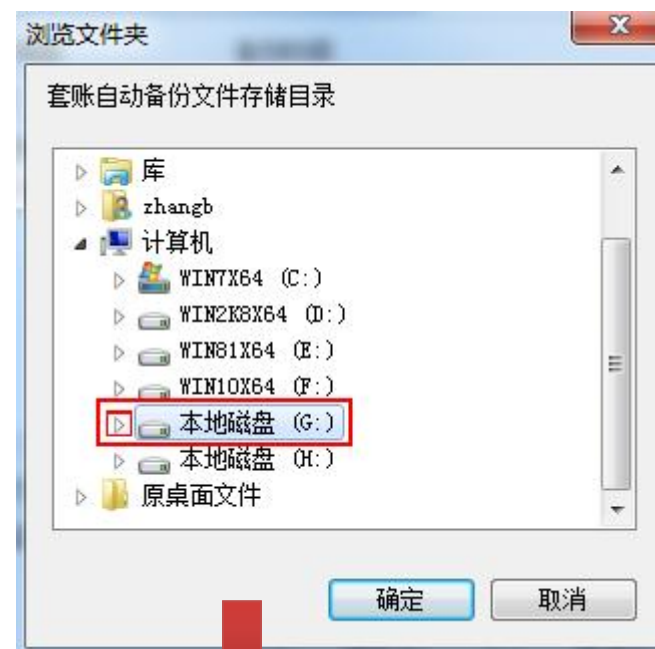 浏览文件夹
套账自动备份文件存储目录
库
zhangb
计算机
WIN7X64 (C:)
WIN2K8X64 (D:)
WIN81X64 (E:)
WIN10X64 (F:)
本地磁盘 (G:)
本地磁盘 (H:)
原桌面文件
确定 取消